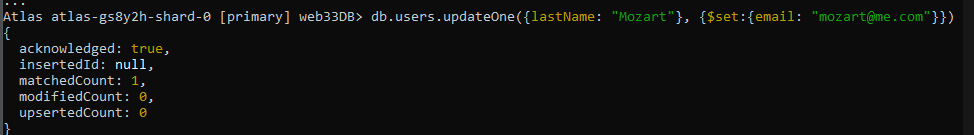 ...
Atlas atlas-gs8y2h-shard-0 [primary] web33DB> db.users.updateOne({lastName: "Mozart"}, {$set:{email: "mozart@me.com"}})
{
  acknowledged: true,
  insertedId: null,
  matchedCount: 1,
  modifiedCount: 0,
  upsertedCount: 0
}